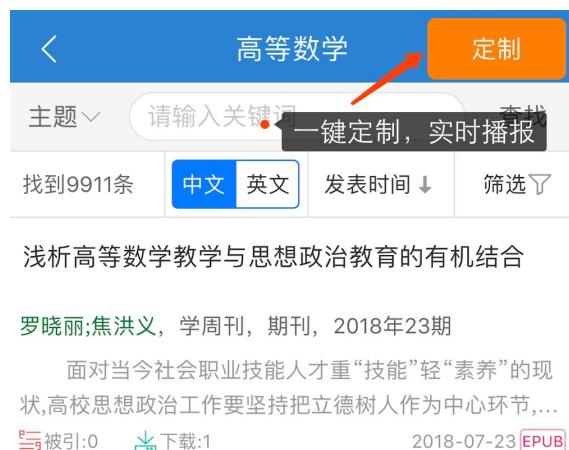 高等数学 定制
主题 请输入关键词 查找
一键定制，实时播报
找到9911条 中文 英文 发表时间 筛选
浅析高等数学教学与思想政治教育的有机结合
罗晓丽;焦洪义，学周刊，期刊，2018年23期
面对当今社会职业技能人才重“技能”轻“素养”的现
状,高校思想政治工作要坚持把立德树人作为中心环节,...
被引:0 下载:1 2018-07-23 EPUB